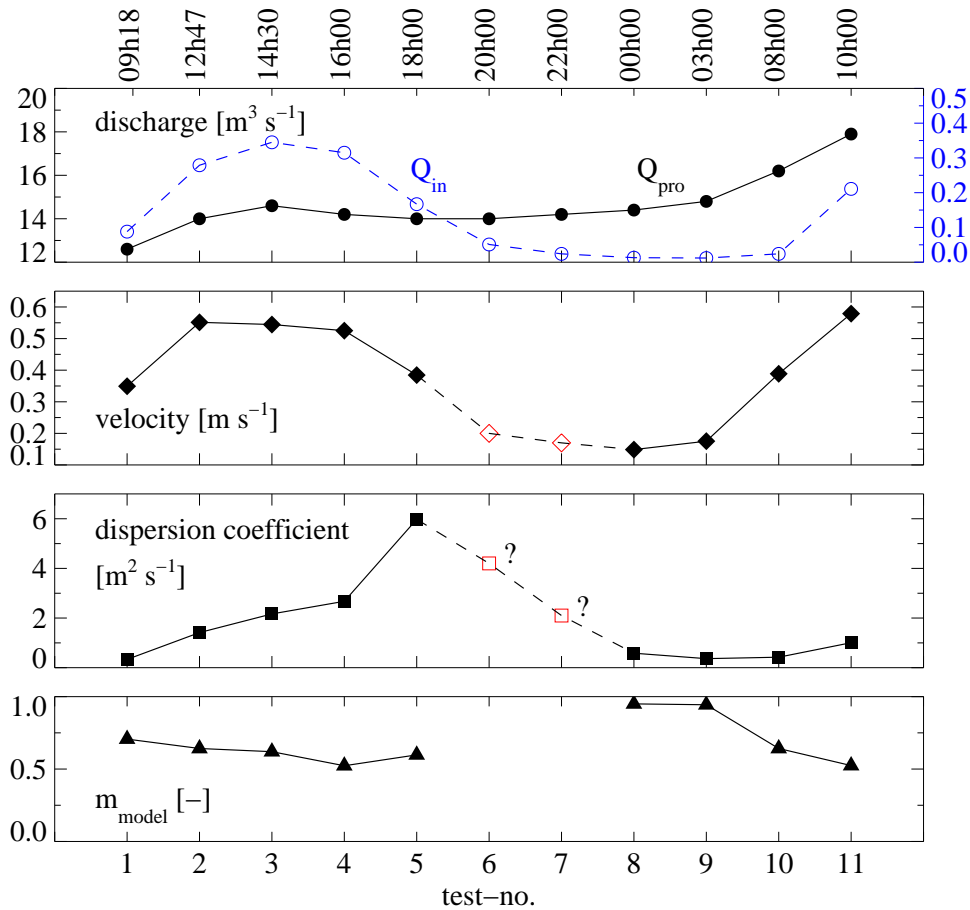 09h18 12h47 14h30 16h00 18h00 20h00 22h00 00h00 03h00 08h00 10h00
discharge [m³ s⁻¹]
20
18
16
14
12
Q_in
Q_pro
0.5
0.4
0.3
0.2
0.1
0.0
0.6
0.5
0.4
0.3
0.2
0.1
velocity [m s⁻¹]
dispersion coefficient
[m² s⁻¹]
6
4
2
0
?
?
1.0
0.5
0.0
m_model [−]
1 2 3 4 5 6 7 8 9 10 11
test−no.